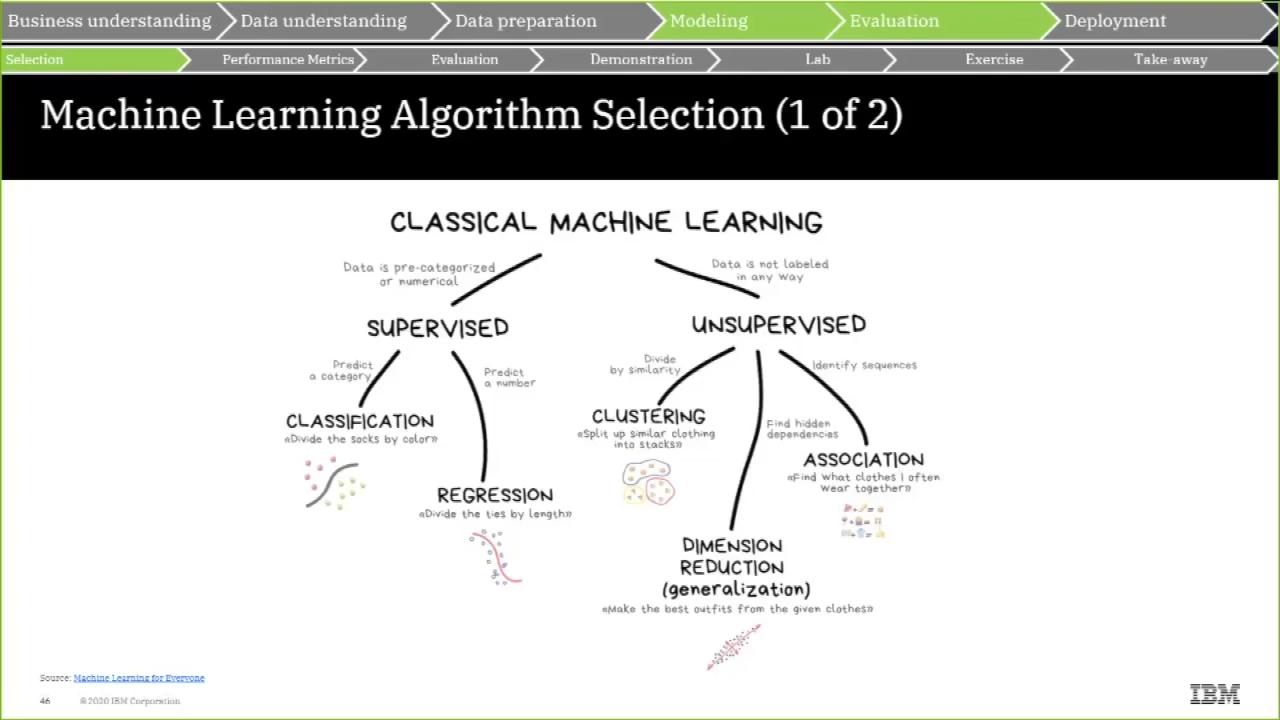 Business understanding
Data understanding
Data preparation
Modeling
Evaluation
Deployment
Selection
Performance Metrics
Evaluation
Demonstration
Lab
Exercise
Take-away
Machine Learning Algorithm Selection (1 of 2)
CLASSICAL MACHINE LEARNING
Data is pre-categorized
or numerical
Data is not labeled
in any way
SUPERVISED
UNSUPERVISED
Predict
a category
Predict
a number
Divide
by similarity
Identify sequences
CLASSIFICATION
«Divide the socks by color»
REGRESSION
«Divide the ties by length»
CLUSTERING
«Split up similar clothing
into stacks»
Find hidden
dependencies
ASSOCIATION
«Find what clothes I often
wear together»
DIMENSION
REDUCTION
(generalization)
«Make the best outfits from the given clothes»
Source: Machine Learning for Everyone
46
©2020 IBM Corporation
IBM